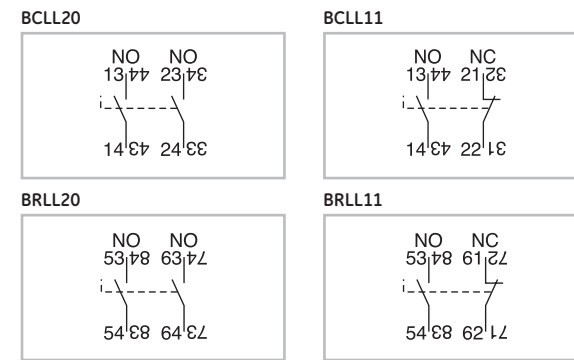 BCLL20
NO NO
13 44 23 34
14 43 24 33
BCLL11
NO NC
13 44 21 32
14 43 22 31
BRLL20
NO NO
53 84 63 74
54 83 64 73
BRLL11
NO NC
53 84 61 72
54 83 62 71